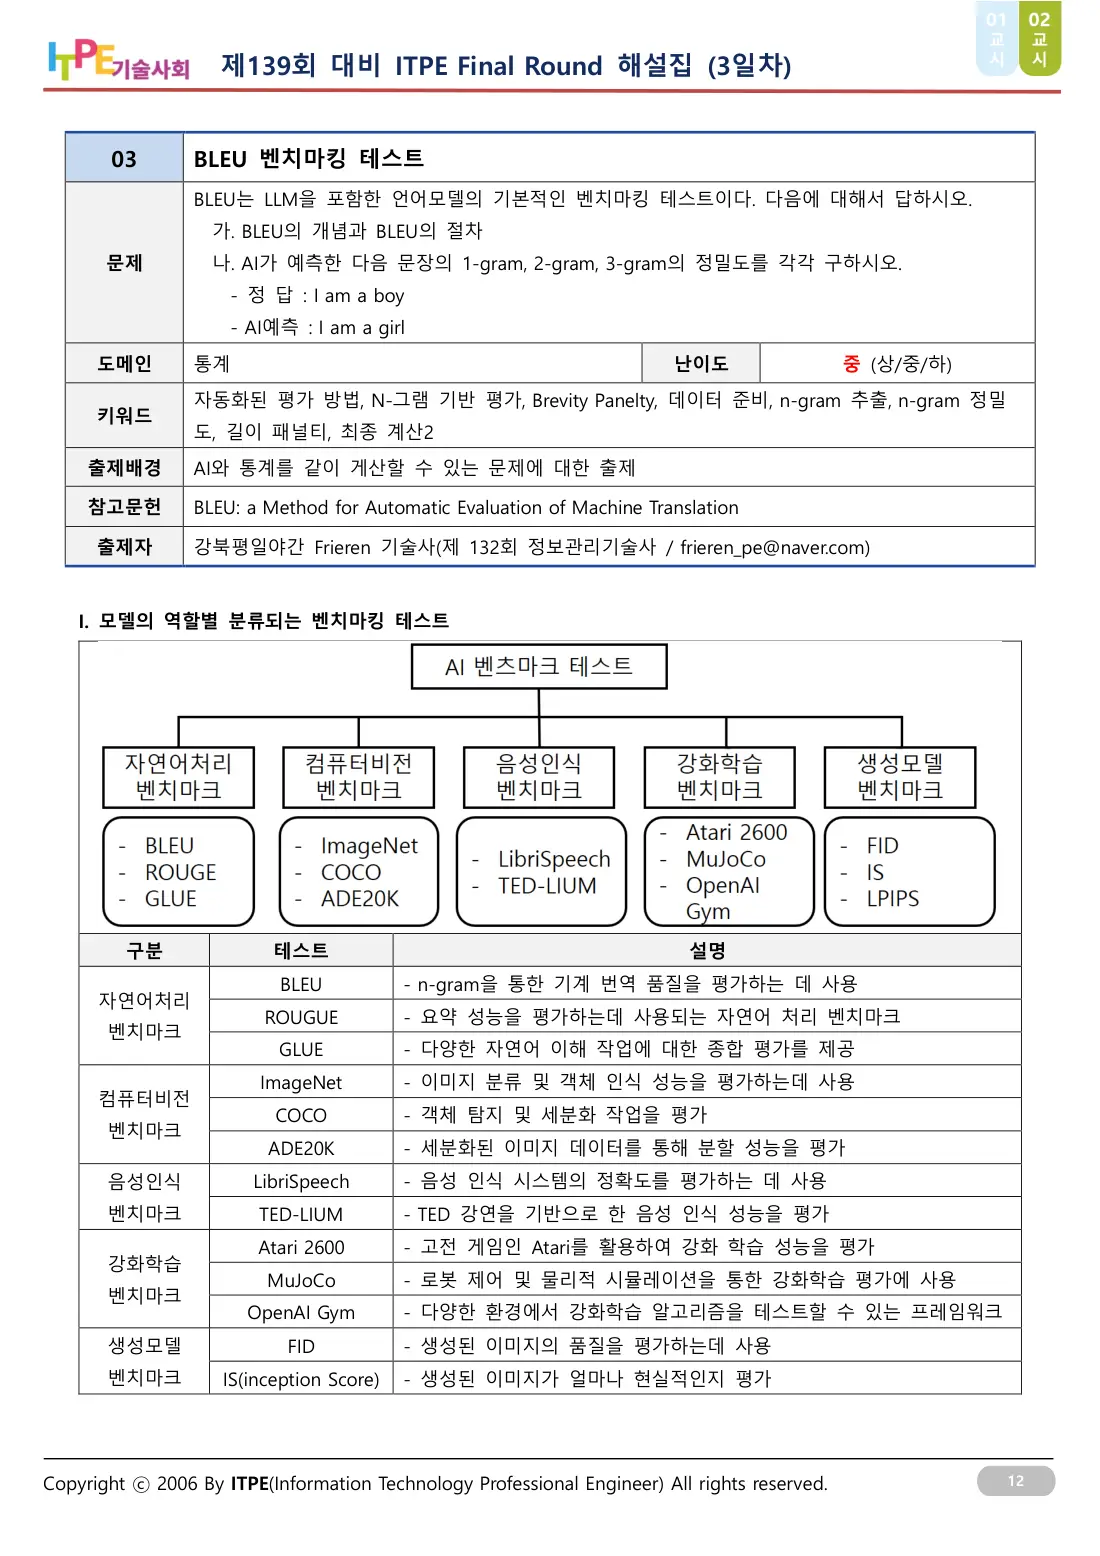 01
교
시
02
교
시
ITPE기술사회 제139회 대비 ITPE Final Round 해설집 (3일차)
03 BLEU 벤치마킹 테스트
문제
BLEU는 LLM을 포함한 언어모델의 기본적인 벤치마킹 테스트이다. 다음에 대해서 답하시오.
가. BLEU의 개념과 BLEU의 절차
나. AI가 예측한 다음 문장의 1-gram, 2-gram, 3-gram의 정밀도를 각각 구하시오.
- 정 답 : I am a boy
- AI예측 : I am a girl
도메인 통계 난이도 중 (상/중/하)
키워드
자동화된 평가 방법, N-그램 기반 평가, Brevity Panelty, 데이터 준비, n-gram 추출, n-gram 정밀
도, 길이 패널티, 최종 계산2
출제배경 AI와 통계를 같이 게산할 수 있는 문제에 대한 출제
참고문헌 BLEU: a Method for Automatic Evaluation of Machine Translation
출제자 강북평일야간 Frieren 기술사(제 132회 정보관리기술사 / frieren_pe@naver.com)
I. 모델의 역할별 분류되는 벤치마킹 테스트
AI 벤츠마크 테스트
자연어처리
벤치마크
컴퓨터비전
벤치마크
음성인식
벤치마크
강화학습
벤치마크
생성모델
벤치마크
- BLEU
- ROUGE
- GLUE
- ImageNet
- COCO
- ADE20K
- LibriSpeech
- TED-LIUM
- Atari 2600
- MuJoCo
- OpenAI
Gym
- FID
- IS
- LPIPS
구분 테스트 설명
자연어처리
벤치마크
BLEU - n-gram을 통한 기계 번역 품질을 평가하는 데 사용
ROUGUE - 요약 성능을 평가하는데 사용되는 자연어 처리 벤치마크
GLUE - 다양한 자연어 이해 작업에 대한 종합 평가를 제공
컴퓨터비전
벤치마크
ImageNet - 이미지 분류 및 객체 인식 성능을 평가하는데 사용
COCO - 객체 탐지 및 세분화 작업을 평가
ADE20K - 세분화된 이미지 데이터를 통해 분할 성능을 평가
음성인식
벤치마크
LibriSpeech - 음성 인식 시스템의 정확도를 평가하는 데 사용
TED-LIUM - TED 강연을 기반으로 한 음성 인식 성능을 평가
강화학습
벤치마크
Atari 2600 - 고전 게임인 Atari를 활용하여 강화 학습 성능을 평가
MuJoCo - 로봇 제어 및 물리적 시뮬레이션을 통한 강화학습 평가에 사용
OpenAI Gym - 다양한 환경에서 강화학습 알고리즘을 테스트할 수 있는 프레임워크
생성모델
벤치마크
FID - 생성된 이미지의 품질을 평가하는데 사용
IS(inception Score) - 생성된 이미지가 얼마나 현실적인지 평가
Copyright ⓒ 2006 By ITPE(Information Technology Professional Engineer) All rights reserved.
12